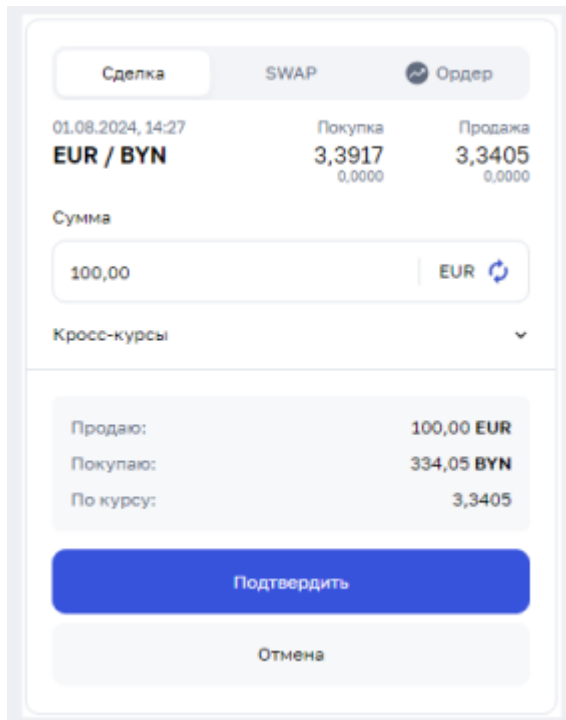 Сделка SWAP Ордер
01.08.2024, 14:27 Покупка Продажа
EUR / BYN 3,3917 3,3405
0,0000 0,0000
Сумма
100,00 EUR
Кросс-курсы
Продаю: 100,00 EUR
Покупаю: 334,05 BYN
По курсу: 3,3405
Подтвердить
Отмена